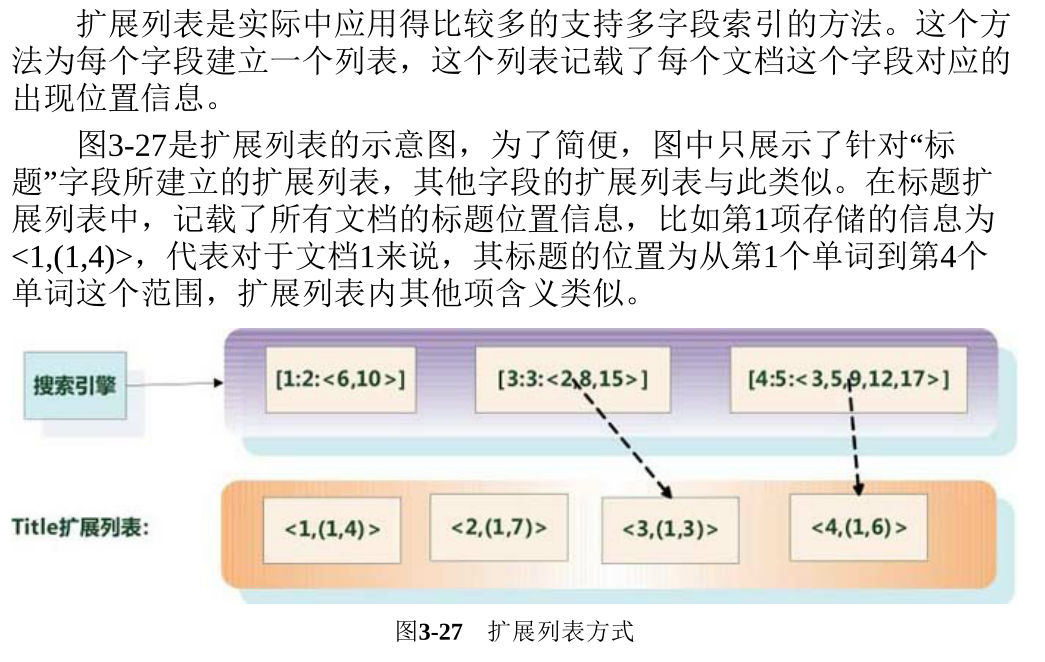 扩展列表是实际中应用得比较多的支持多字段索引的方法。这个方
法为每个字段建立一个列表，这个列表记载了每个文档这个字段对应的
出现位置信息。
图3-27是扩展列表的示意图，为了简便，图中只展示了针对“标
题”字段所建立的扩展列表，其他字段的扩展列表与此类似。在标题扩
展列表中，记载了所有文档的标题位置信息，比如第1项存储的信息为
<1,(1,4)>，代表对于文档1来说，其标题的位置为从第1个单词到第4个
单词这个范围，扩展列表内其他项含义类似。
搜索引擎
[1:2:<6,10>]
[3:3:<2,8,15>]
[4:5:<3,5,9,12,17>]
Title扩展列表:
<1,(1,4)>
<2,(1,7)>
<3,(1,3)>
<4,(1,6)>
图3-27 扩展列表方式